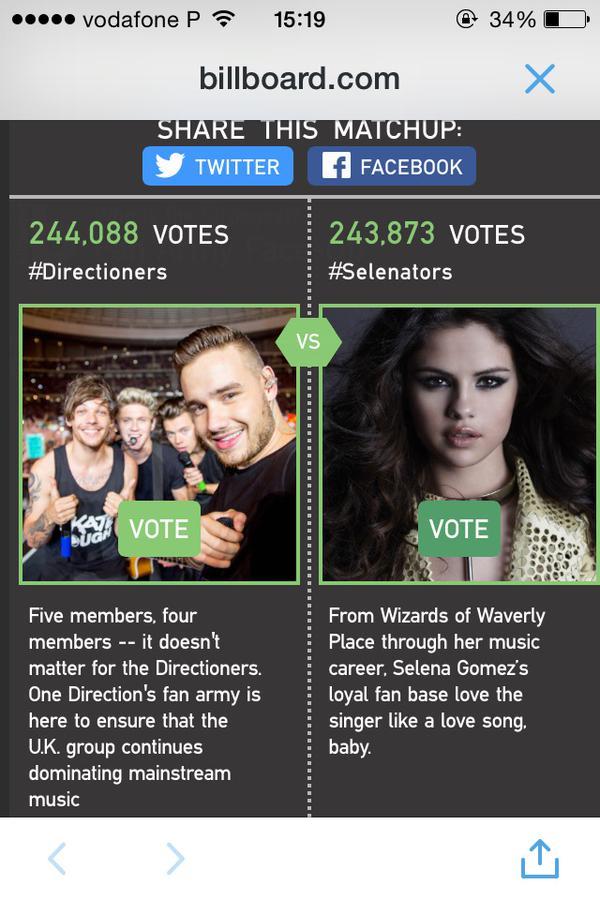 vodafone P 15:19 34%
billboard.com
SHARE THIS MATCHUP:
TWITTER FACEBOOK
244,088 VOTES
#Directioners
243,873 VOTES
#Selenators
VS
VOTE
VOTE
Five members, four
members -- it doesn't
matter for the Directioners.
One Direction's fan army is
here to ensure that the
U.K. group continues
dominating mainstream
music
From Wizards of Waverly
Place through her music
career, Selena Gomez's
loyal fan base love the
singer like a love song,
baby.